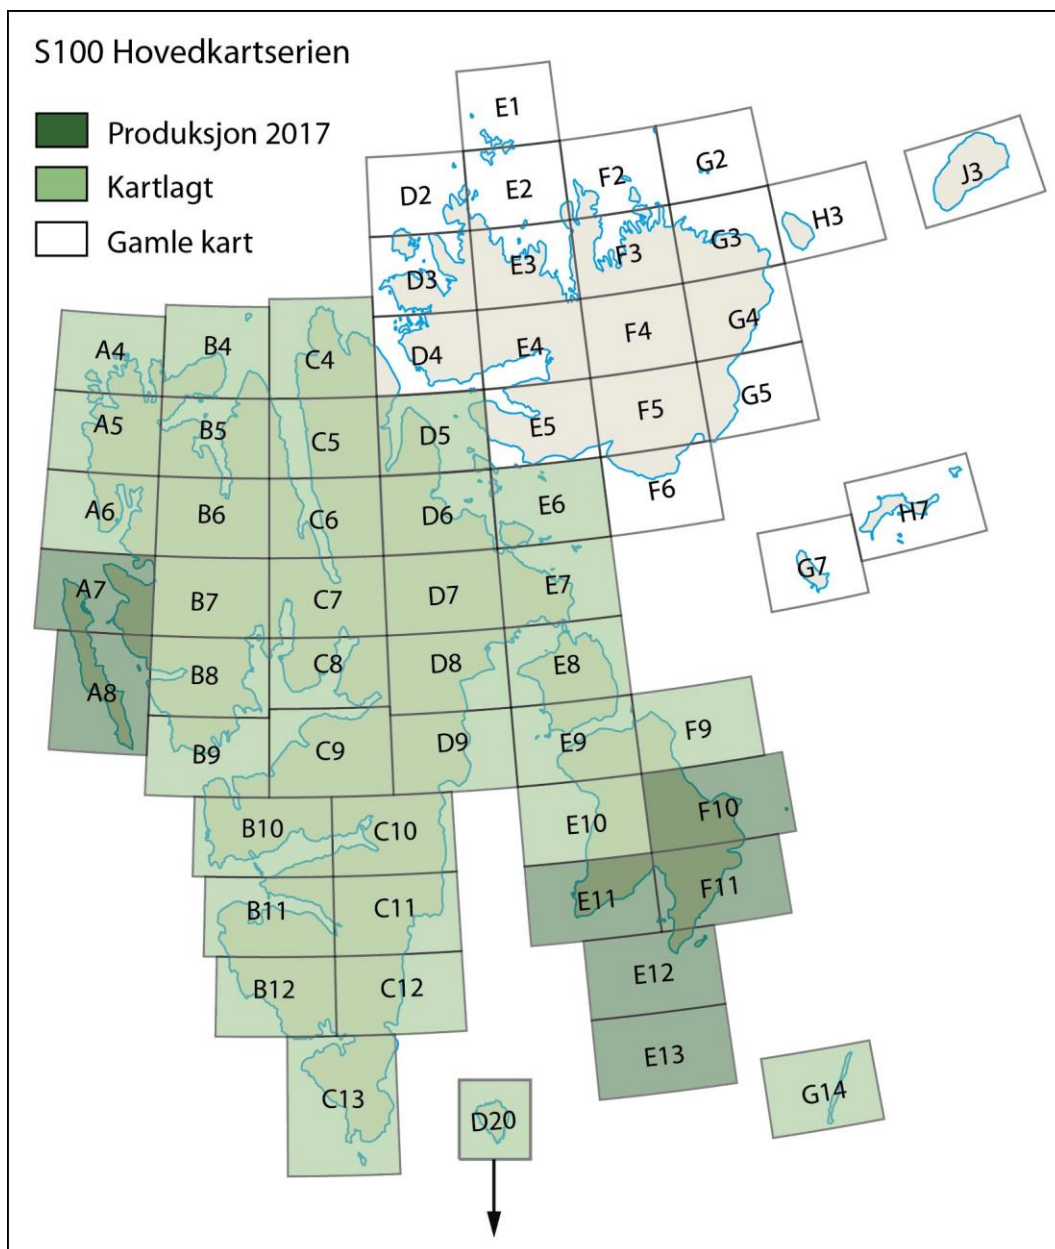 S100 Hovedkartserien
Produksjon 2017
Kartlagt
Gamle kart
E1
D2
E2
F2
G2
J3
D3
E3
F3
G3
H3
A4
B4
C4
D4
E4
F4
G4
A5
B5
C5
D5
E5
F5
G5
A6
B6
C6
D6
E6
F6
H7
A7
B7
C7
D7
E7
G7
A8
B8
C8
D8
E8
B9
C9
D9
E9
F9
B10
C10
E10
F10
B11
C11
E11
F11
B12
C12
E12
E13
C13
D20
G14